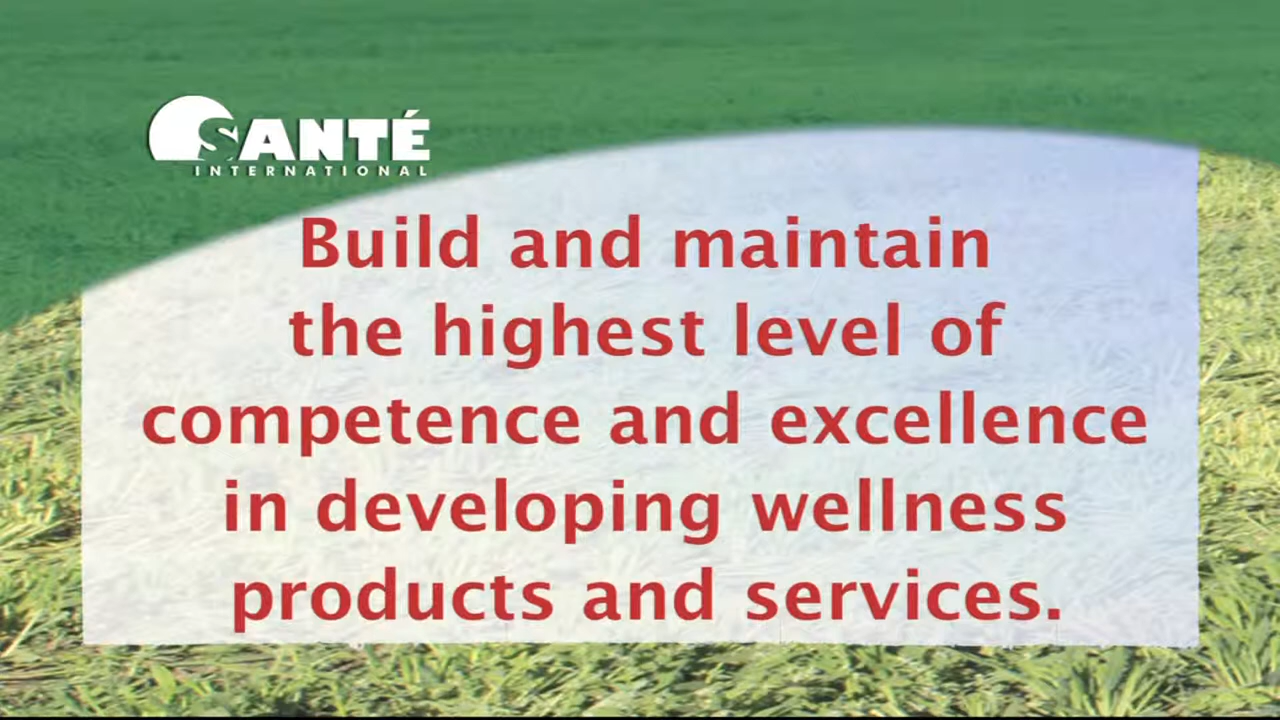 SANTÉ
INTERNATIONAL
Build and maintain
the highest level of
competence and excellence
in developing wellness
products and services.